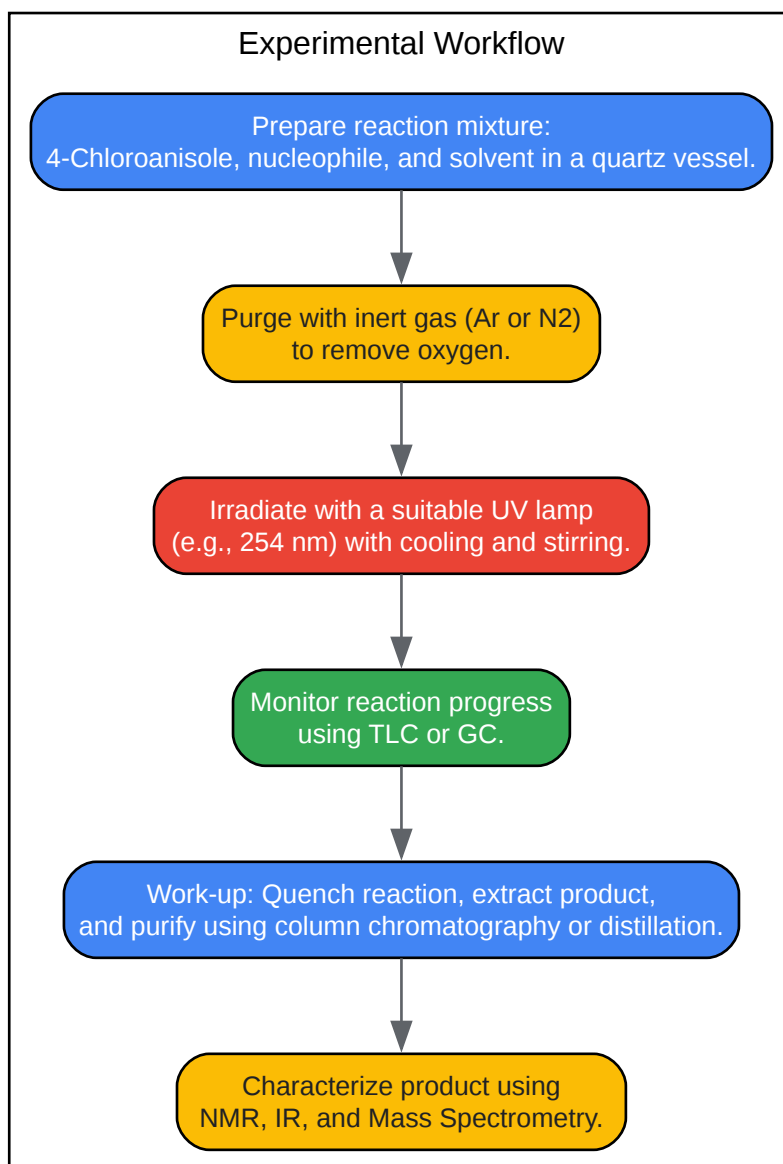 Experimental Workflow
Prepare reaction mixture:
4-Chloroanisole, nucleophile, and solvent in a quartz vessel.
Purge with inert gas (Ar or N2)
to remove oxygen.
Irradiate with a suitable UV lamp
(e.g., 254 nm) with cooling and stirring.
Monitor reaction progress
using TLC or GC.
Work-up: Quench reaction, extract product,
and purify using column chromatography or distillation.
Characterize product using
NMR, IR, and Mass Spectrometry.